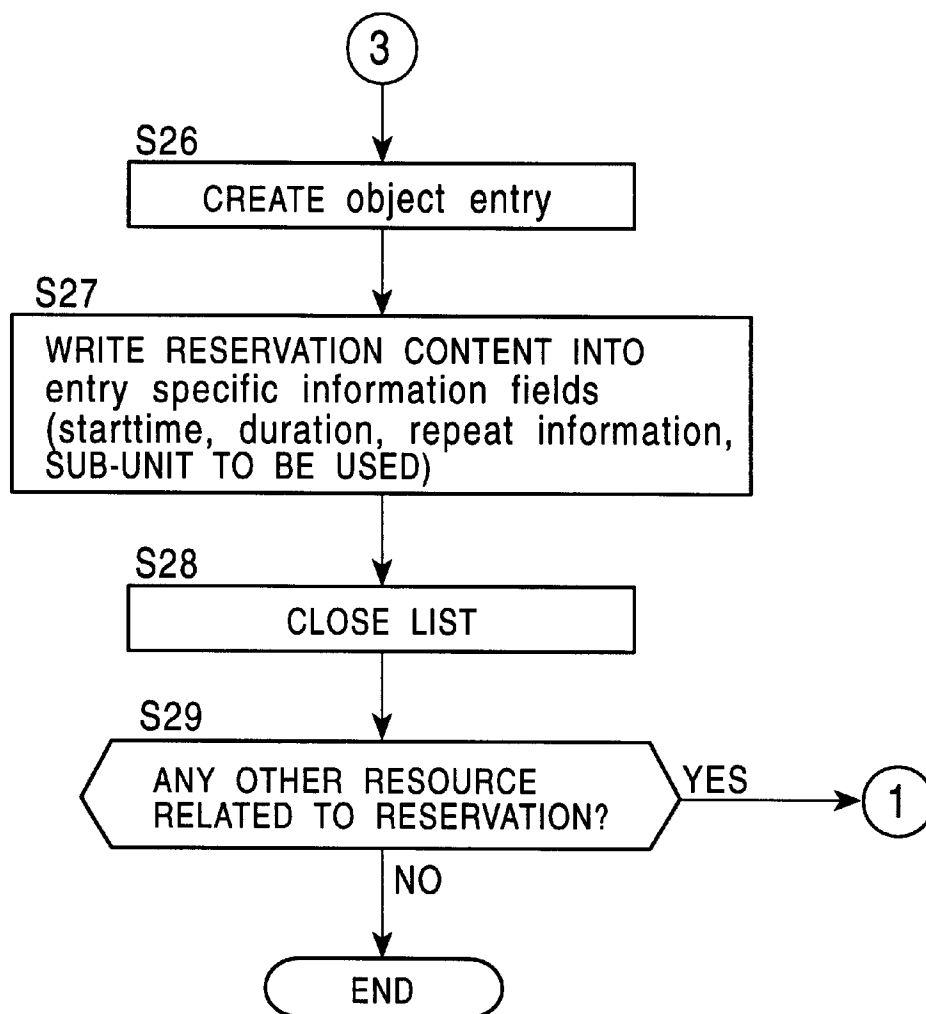 3
S26
CREATE object entry
S27
WRITE RESERVATION CONTENT INTO
entry specific information fields
(starttime, duration, repeat information,
SUB-UNIT TO BE USED)
S28
CLOSE LIST
S29
ANY OTHER RESOURCE
RELATED TO RESERVATION?
YES
1
NO
END